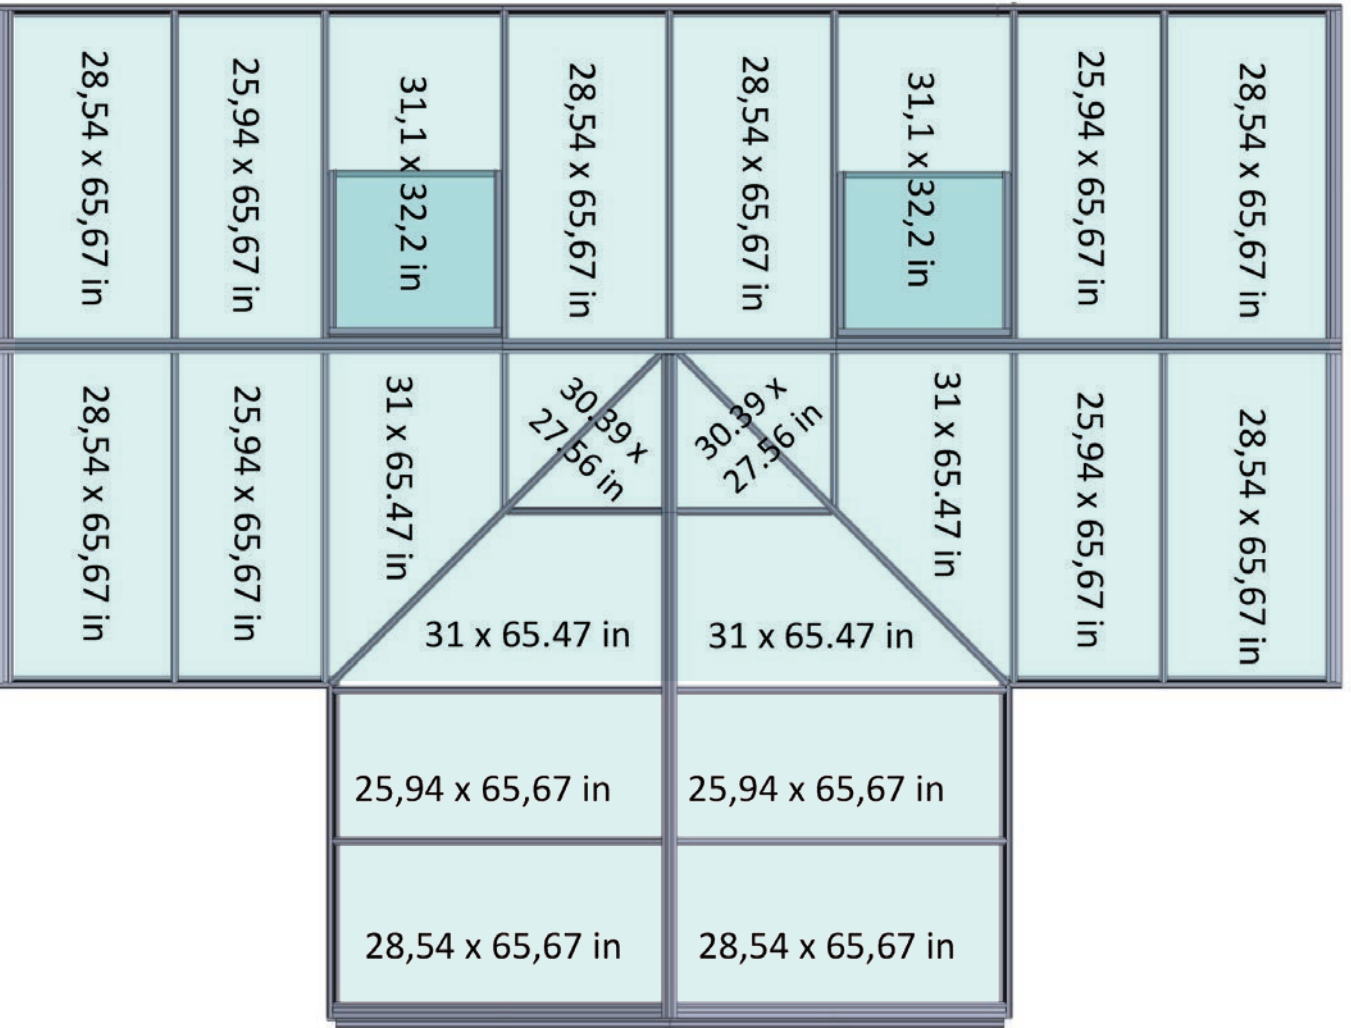 28,54 x 65,67 in
25,94 x 65,67 in
31,1 x 32,2 in
28,54 x 65,67 in
28,54 x 65,67 in
31,1 x 32,2 in
25,94 x 65,67 in
28,54 x 65,67 in
28,54 x 65,67 in
25,94 x 65,67 in
31 x 65.47 in
30.39 x
27.56 in
30.39 x
27.56 in
31 x 65.47 in
25,94 x 65,67 in
28,54 x 65,67 in
31 x 65.47 in
31 x 65.47 in
25,94 x 65,67 in
25,94 x 65,67 in
28,54 x 65,67 in
28,54 x 65,67 in